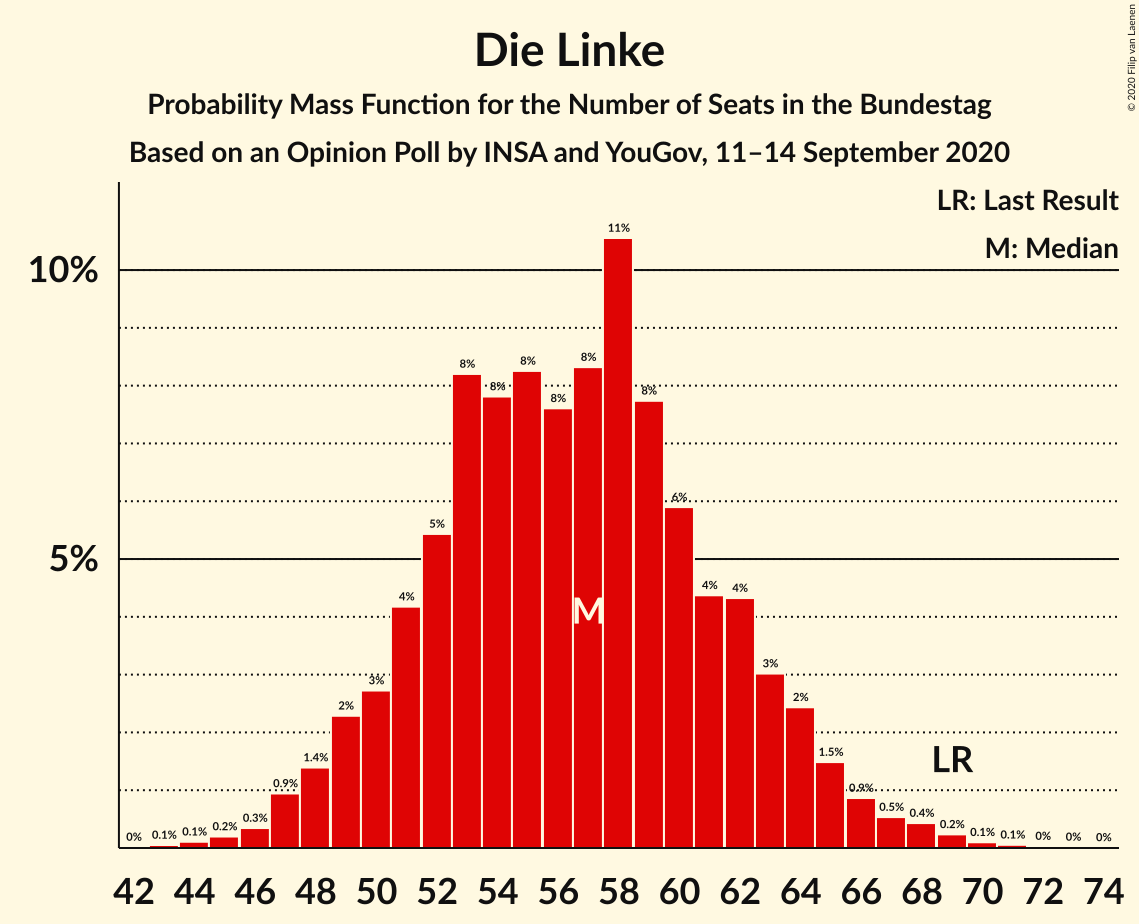 Die Linke
Probability Mass Function for the Number of Seats in the Bundestag
Based on an Opinion Poll by INSA and YouGov, 11–14 September 2020
© 2020 Filip van Laenen
LR: Last Result
M: Median
10%
5%
0% 0.1% 0.1% 0.2% 0.3% 0.9% 1.4% 2% 3% 4% 5% 8% 8% 8% 8% 8% 11% 8% 6% 4% 4% 3% 2% 1.5% 0.9% 0.5% 0.4% 0.2% 0.1% 0.1% 0% 0% 0%
M
LR
42 44 46 48 50 52 54 56 58 60 62 64 66 68 70 72 74